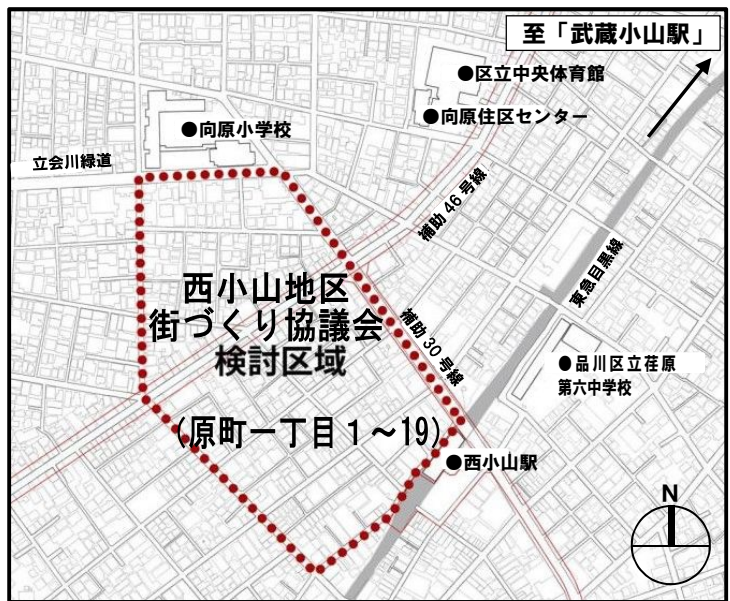 至「武蔵小山駅」
●区立中央体育館
●向原住区センター
●向原小学校
立会川緑道
補助 46 号線
東急目黒線
西小山地区
街づくり協議会
検討区域
補助 30 号線
●品川区立荏原
第六中学校
(原町一丁目 1 ～19)
●西小山駅
N